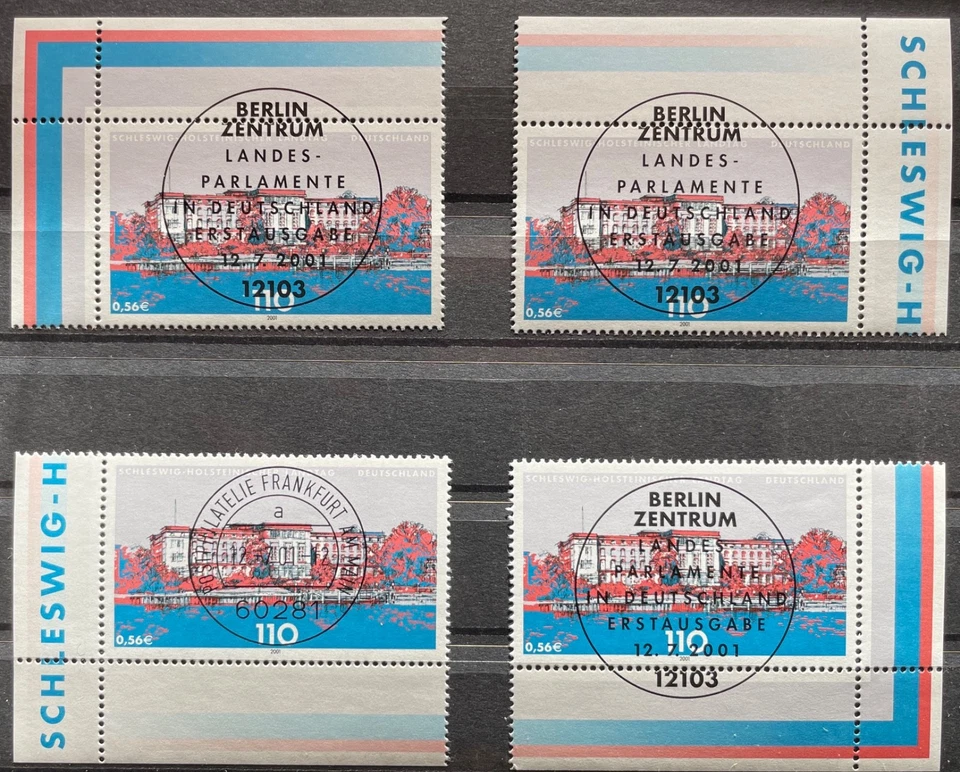 BERLIN
ZENTRUM
SCHLESWIG-HOLSTEINISCHER LANDTAG DEUTSCHLAND
LANDES-
PARLAMENTE
IN DEUTSCHLAND
ERSTAUSGABE
12.7.2001
12103
0,56€ 110
2001
SCHLESWIG-H
BERLIN
ZENTRUM
SCHLESWIG-HOLSTEINISCHER LANDTAG DEUTSCHLAND
LANDES-
PARLAMENTE
IN DEUTSCHLAND
ERSTAUSGABE
12.7.2001
12103
0,56€ 110
2001
SCHLESWIG-H
SCHLESWIG-HOLSTEINISCHER LANDTAG DEUTSCHLAND
PHILATELIE FRANKFURT AM MAIN
a
60281
0,56€ 110
2001
SCHLESWIG-HOLSTEINISCHER LANDTAG DEUTSCHLAND
BERLIN
ZENTRUM
LANDES-
PARLAMENTE
IN DEUTSCHLAND
ERSTAUSGABE
0,56€ 110
2001
12.7.2001
12103